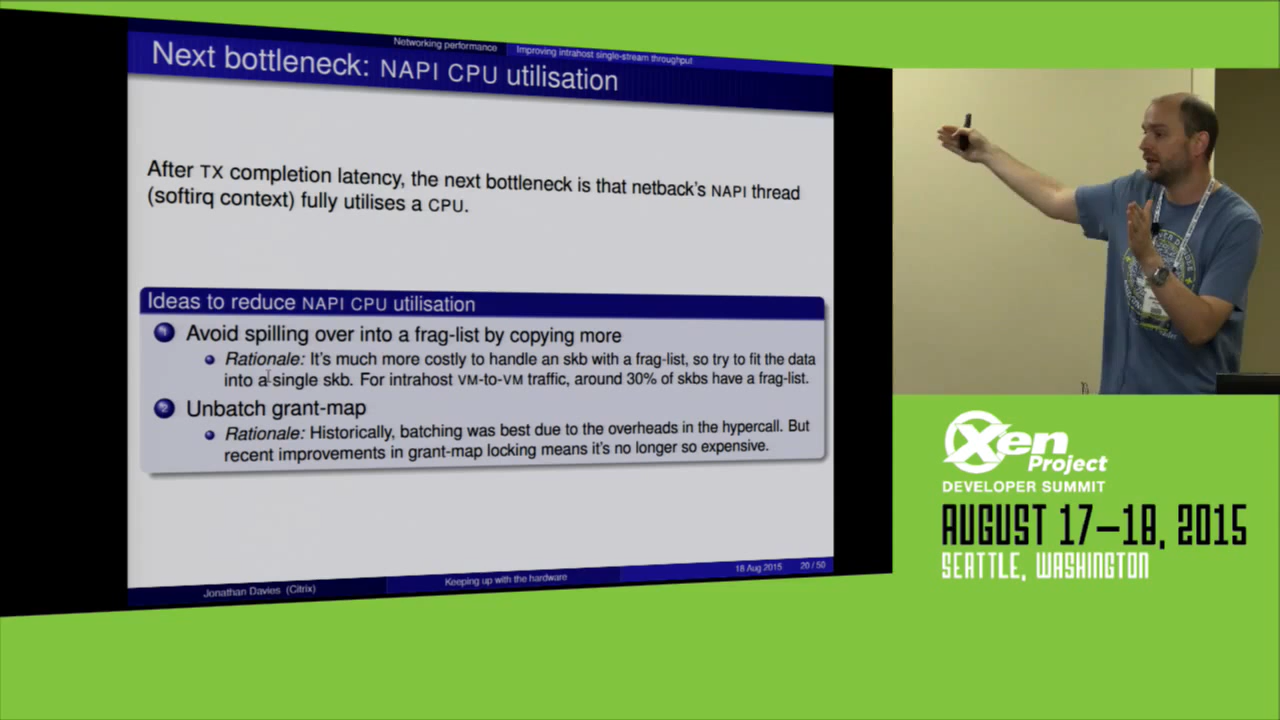 Networking performance
Improving intrahost single-stream throughput
Next bottleneck: NAPI CPU utilisation
After TX completion latency, the next bottleneck is that netback's NAPI thread
(softirq context) fully utilises a CPU.
Ideas to reduce NAPI CPU utilisation
1 Avoid spilling over into a frag-list by copying more
Rationale: It's much more costly to handle an skb with a frag-list, so try to fit the data
into a single skb. For intrahost VM-to-VM traffic, around 30% of skbs have a frag-list.
2 Unbatch grant-map
Rationale: Historically, batching was best due to the overheads in the hypercall. But
recent improvements in grant-map locking means it's no longer so expensive.
Jonathan Davies (Citrix)
Keeping up with the hardware
18 Aug 2015
20 / 50
Xen
Project
DEVELOPER SUMMIT
AUGUST 17–18, 2015
SEATTLE, WASHINGTON